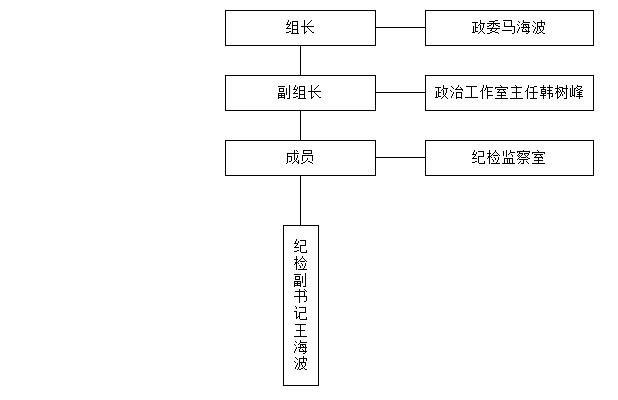 组长
政委马海波
副组长
政治工作室主任韩树峰
成员
纪检监察室
纪检副书记王海波